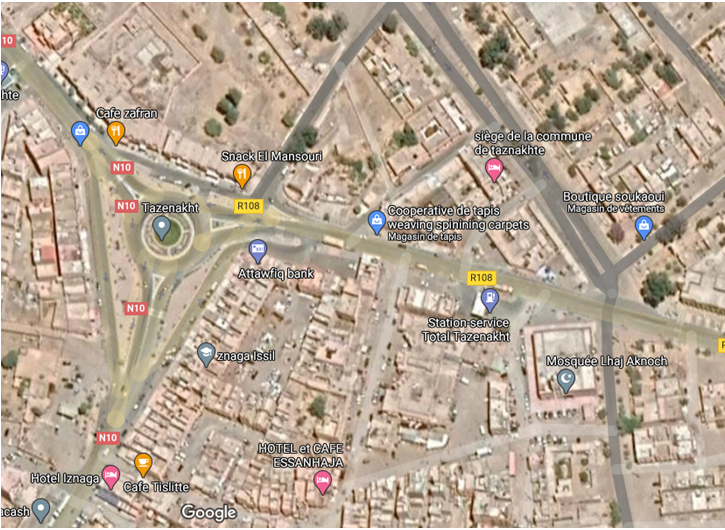 10
hte
Cafe zafran
N10
Snack El Mansouri
siège de la commune
de taznakhte
N10
Tazenakht
R108
Cooperative de tapis
weaving spinining carpets
Magasin de tapis
Boutique soukaoui
Magasin de vêtements
Attawfiq bank
R108
N10
Station-service
Total Tazenakht
R
znaga Issil
Mosquée Lhaj Aknoch
N10
HOTEL et CAFE
ESSANHAJA
Hotel Iznaga
Cafe Tislitte
acash
Google